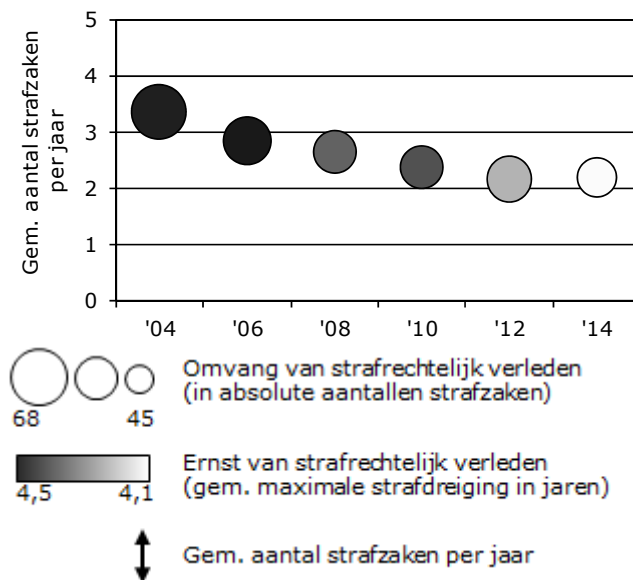 Gem. aantal strafzaken
per jaar
5
4
3
2
1
0
'04 '06 '08 '10 '12 '14
68 45
Omvang van strafrechtelijk verleden
(in absolute aantallen strafzaken)
4,5 4,1
Ernst van strafrechtelijk verleden
(gem. maximale strafdreiging in jaren)
Gem. aantal strafzaken per jaar